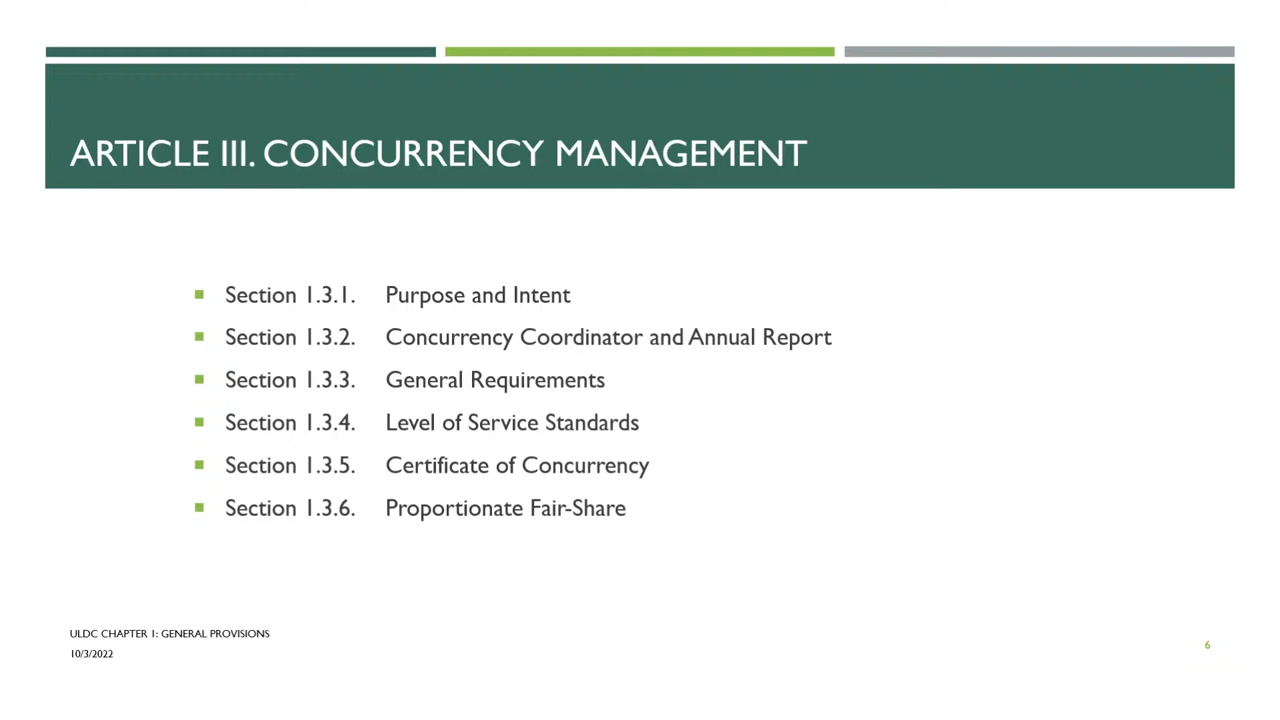 ARTICLE III. CONCURRENCY MANAGEMENT
Section 1.3.1. Purpose and Intent
Section 1.3.2. Concurrency Coordinator and Annual Report
Section 1.3.3. General Requirements
Section 1.3.4. Level of Service Standards
Section 1.3.5. Certificate of Concurrency
Section 1.3.6. Proportionate Fair-Share
ULDC CHAPTER 1: GENERAL PROVISIONS
10/3/2022
6